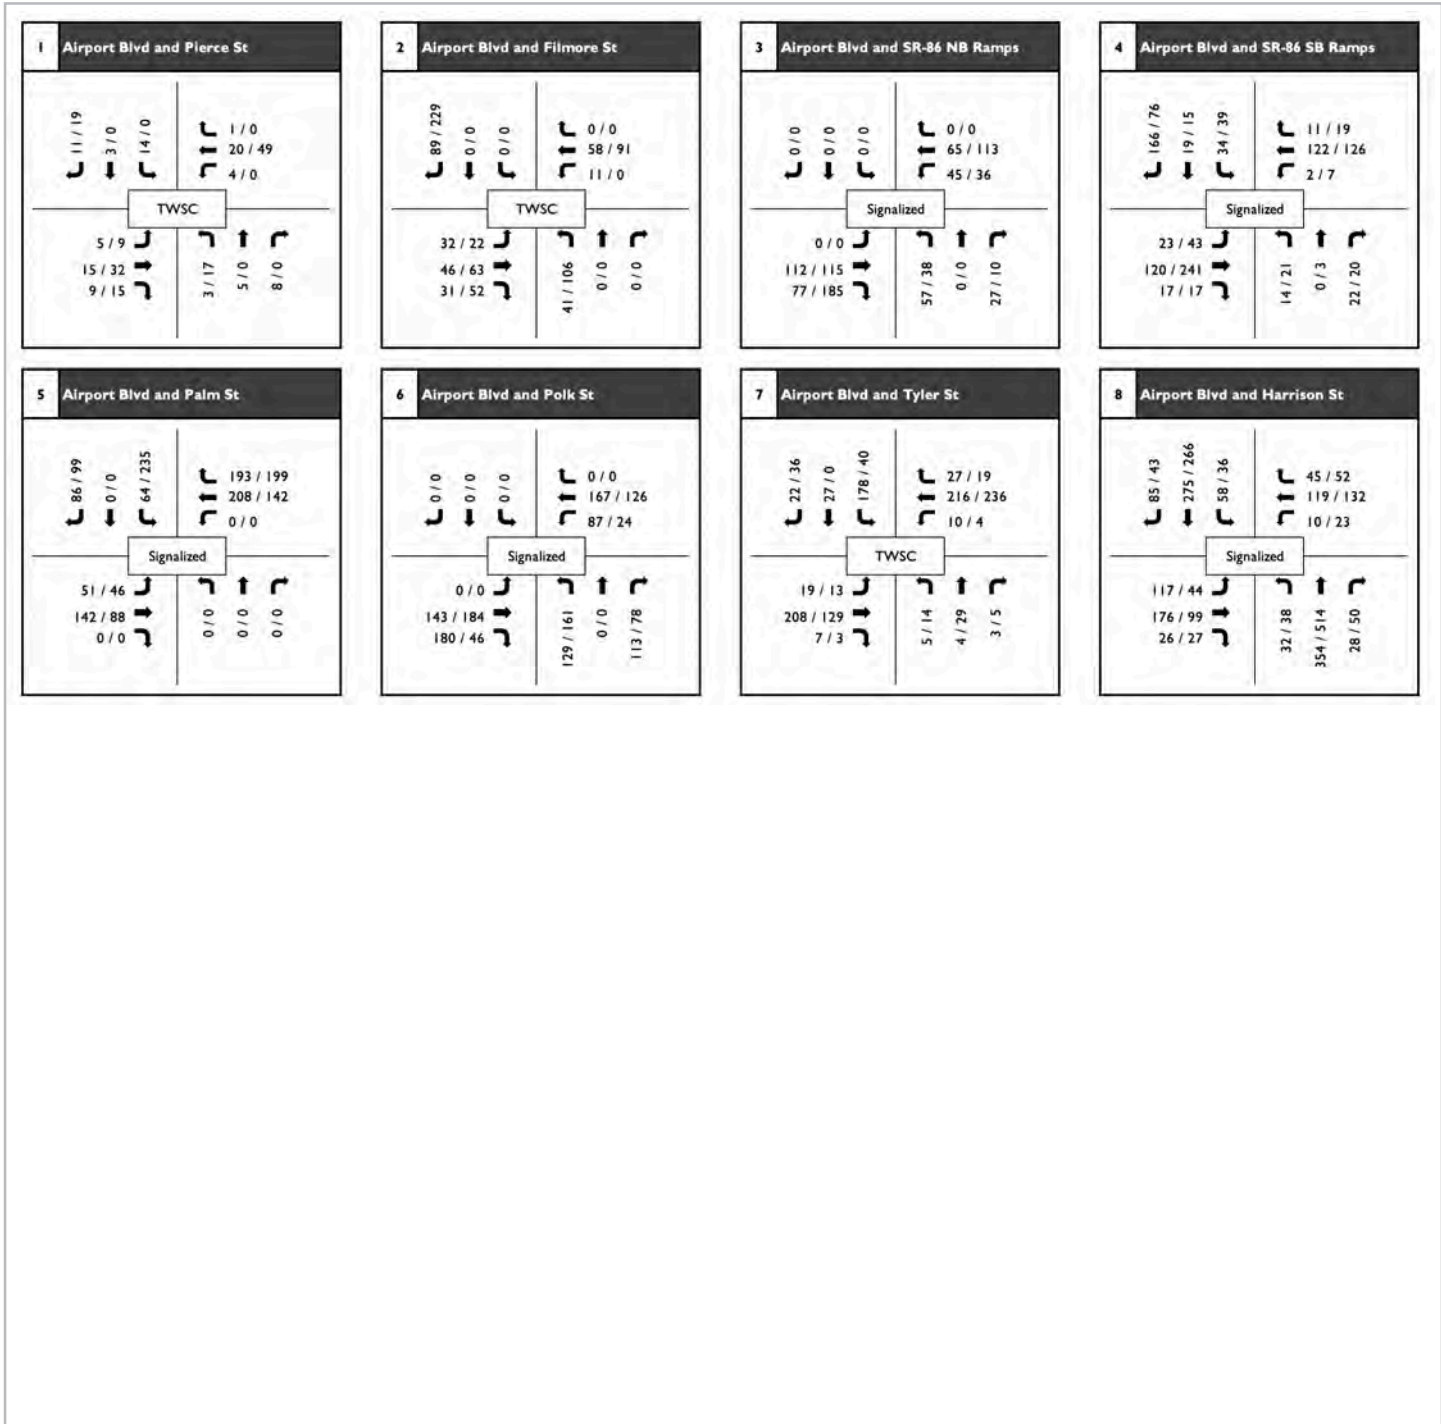 1 Airport Blvd and Pierce St
11 / 19
3 / 0
14 / 0
1 / 0
20 / 49
4 / 0
TWSC
5 / 9
15 / 32
9 / 15
3 / 17
5 / 0
8 / 0
2 Airport Blvd and Filmore St
89 / 229
0 / 0
0 / 0
0 / 0
58 / 91
11 / 0
TWSC
32 / 22
46 / 63
31 / 52
41 / 106
0 / 0
0 / 0
3 Airport Blvd and SR-86 NB Ramps
0 / 0
0 / 0
0 / 0
0 / 0
65 / 113
45 / 36
Signalized
0 / 0
112 / 115
77 / 185
57 / 38
0 / 0
27 / 10
4 Airport Blvd and SR-86 SB Ramps
166 / 76
19 / 15
34 / 39
11 / 19
122 / 126
2 / 7
Signalized
23 / 43
120 / 241
17 / 17
14 / 21
0 / 3
22 / 20
5 Airport Blvd and Palm St
86 / 99
0 / 0
64 / 235
193 / 199
208 / 142
0 / 0
Signalized
51 / 46
142 / 88
0 / 0
0 / 0
0 / 0
0 / 0
6 Airport Blvd and Polk St
0 / 0
0 / 0
0 / 0
0 / 0
167 / 126
87 / 24
Signalized
0 / 0
143 / 184
180 / 46
129 / 161
0 / 0
113 / 78
7 Airport Blvd and Tyler St
22 / 36
27 / 0
178 / 40
27 / 19
216 / 236
10 / 4
TWSC
19 / 13
208 / 129
7 / 3
5 / 14
4 / 29
3 / 5
8 Airport Blvd and Harrison St
85 / 43
275 / 266
58 / 36
45 / 52
119 / 132
10 / 23
Signalized
117 / 44
176 / 99
26 / 27
32 / 38
354 / 514
28 / 50